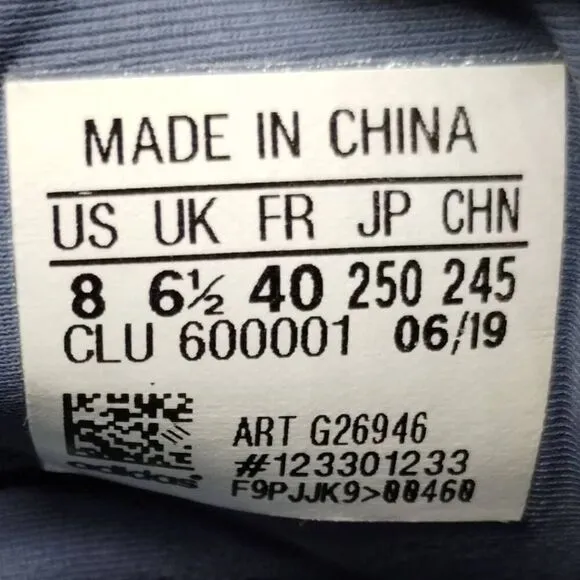 MADE IN CHINA
US UK FR JP CHN
8 6½ 40 250 245
CLU 600001 06/19
ART G26946
#123301233
adidas
F9PJJK9>00460